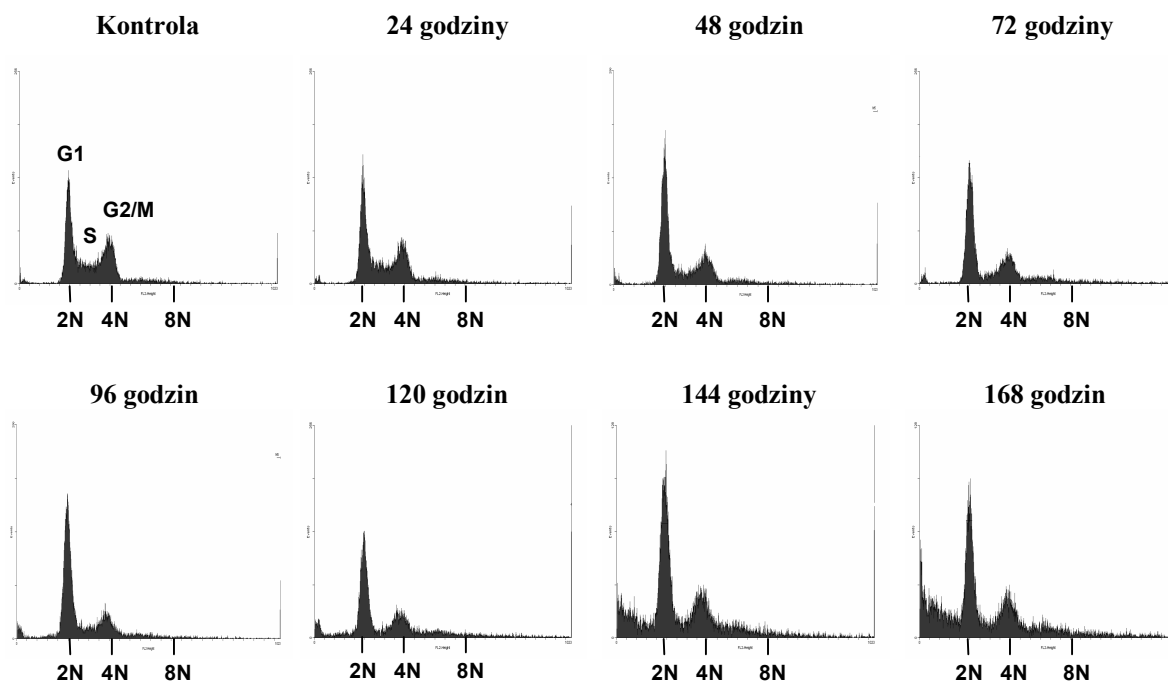 Kontrola 24 godziny 48 godzin 72 godziny
G1
G2/M
S
2N 4N 8N 2N 4N 8N 2N 4N 8N 2N 4N 8N
96 godzin 120 godzin 144 godziny 168 godzin
2N 4N 8N 2N 4N 8N 2N 4N 8N 2N 4N 8N